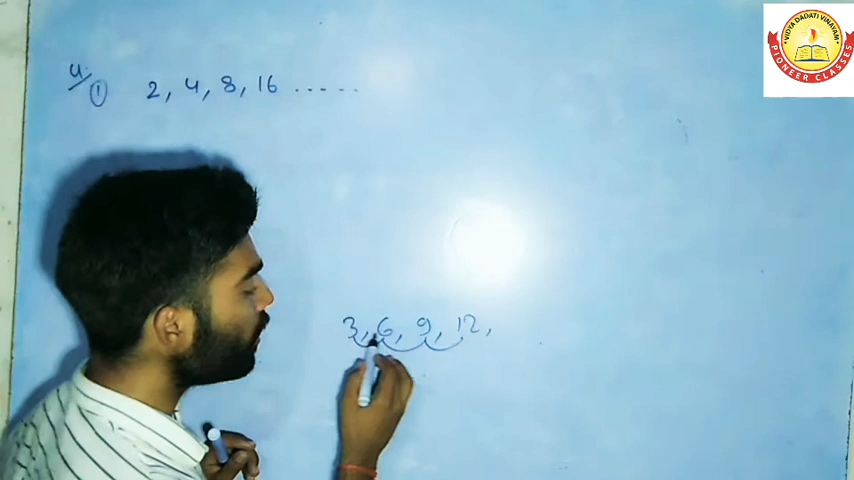 4/ ① 2, 4, 8, 16 .....
3, 6, 9, 12,
VIDYA DADATI VINAYAM
PIONEER CLASSES